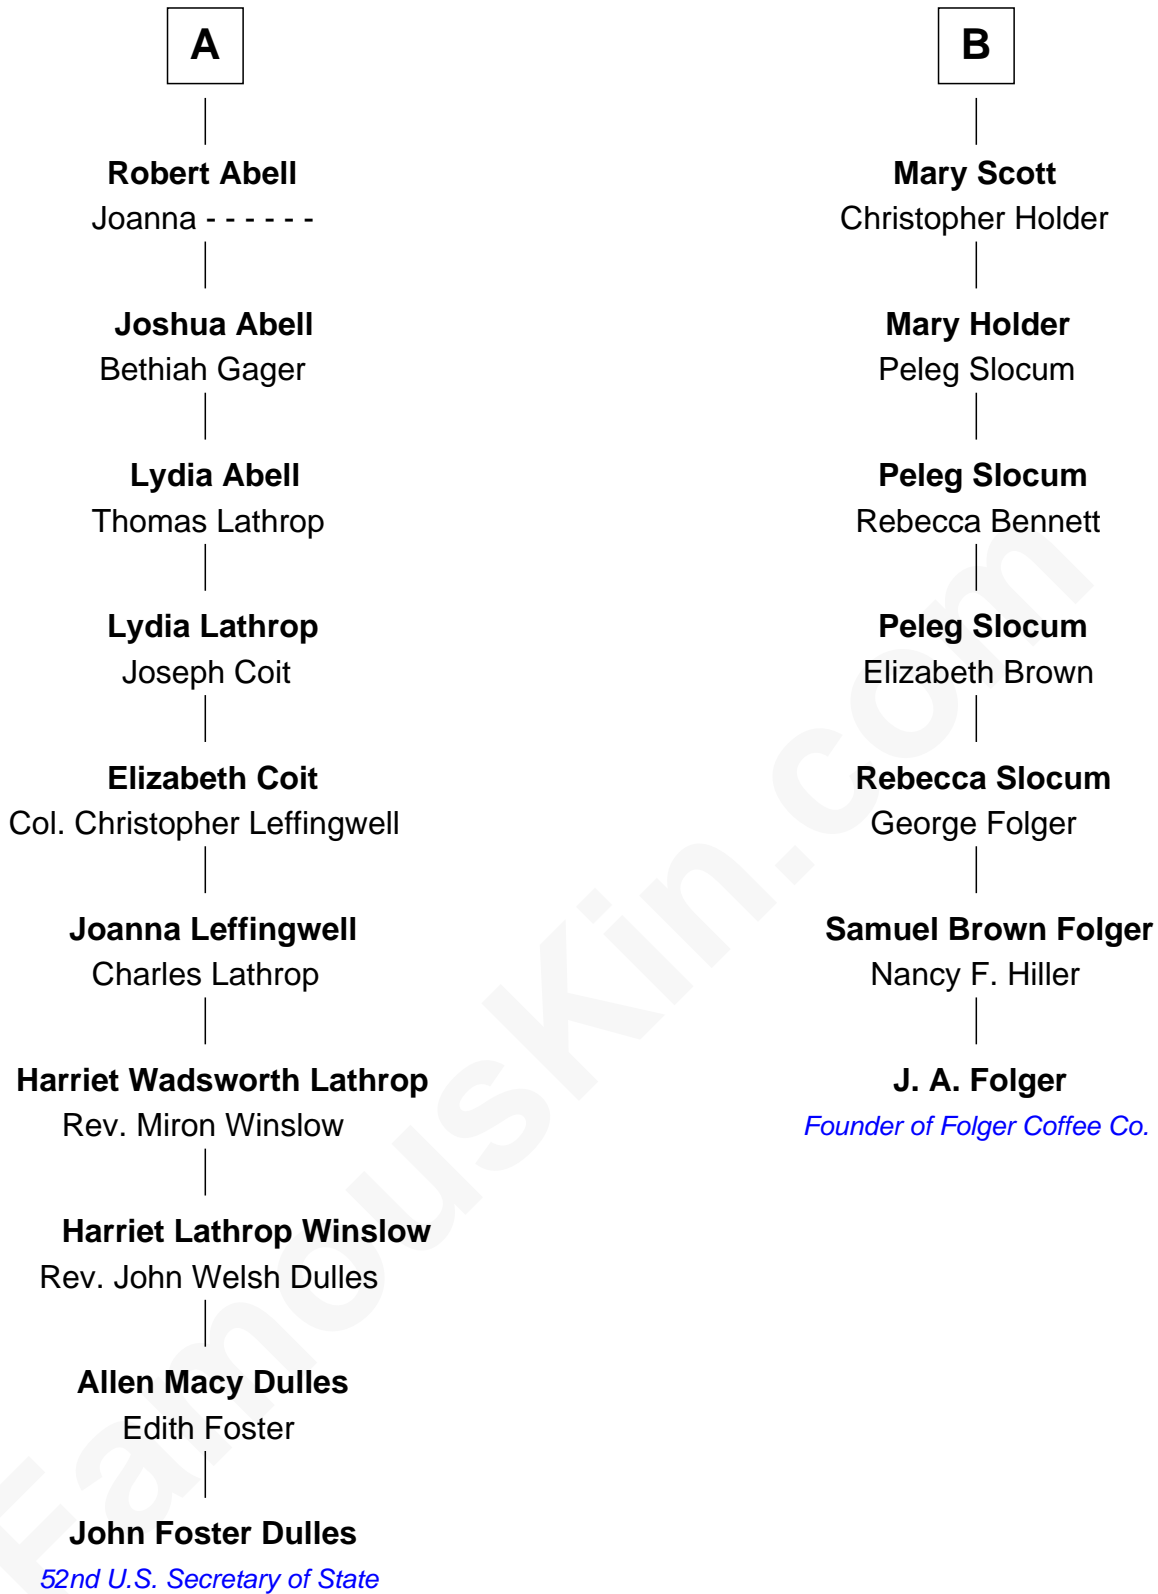 A
Robert Abell
Joanna - - - - - -
Joshua Abell
Bethiah Gager
Lydia Abell
Thomas Lathrop
Lydia Lathrop
Joseph Coit
Elizabeth Coit
Col. Christopher Leffingwell
Joanna Leffingwell
Charles Lathrop
Harriet Wadsworth Lathrop
Rev. Miron Winslow
Harriet Lathrop Winslow
Rev. John Welsh Dulles
Allen Macy Dulles
Edith Foster
John Foster Dulles
52nd U.S. Secretary of State
B
Mary Scott
Christopher Holder
Mary Holder
Peleg Slocum
Peleg Slocum
Rebecca Bennett
Peleg Slocum
Elizabeth Brown
Rebecca Slocum
George Folger
Samuel Brown Folger
Nancy F. Hiller
J. A. Folger
Founder of Folger Coffee Co.
FamousKin.com